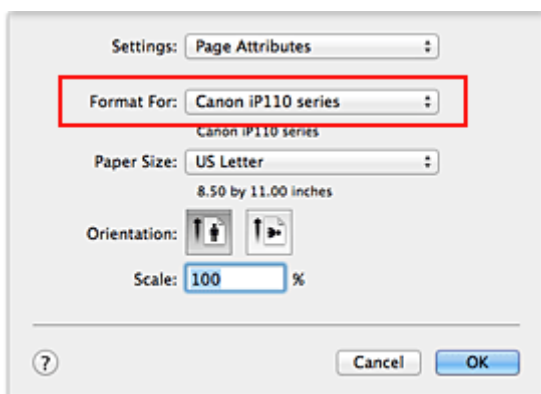 Settings: Page Attributes
Format For: Canon iP110 series
Canon iP110 series
Paper Size: US Letter
8.50 by 11.00 inches
Orientation:
Scale: 100 %
? Cancel OK